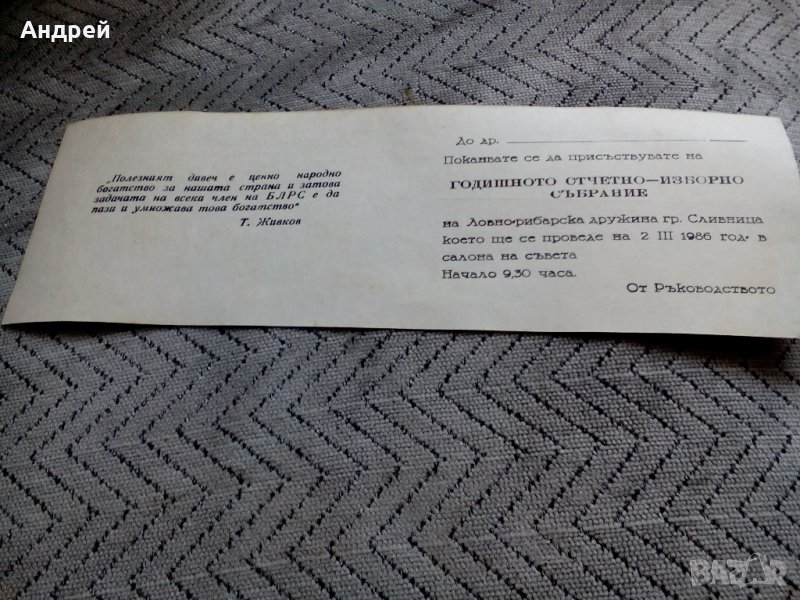 Андрей
„Полезният дивеч е ценно народно
богатство за нашата страна и затова
задачата на всеки член на БЛРС е да
пази и умножава това богатство“
Т. Живков
До др.
Поканвате се да присъствувате на
ГОДИШНОТО ОТЧЕТНО—ИЗБОРНО
СЪБРАНИЕ
на Ловно-рибарска дружина гр. Сливница
което ще се проведе на 2 III 1986 год. в
салона на съвета
Начало 9,30 часа.
От Ръководството
BAZAR